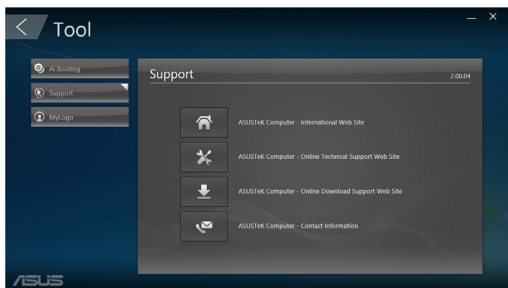 Tool
Ai Booting
Support
MyLogo
Support
2.00.04
ASUSTeK Computer - International Web Site
ASUSTeK Computer - Online Technical Support Web Site
ASUSTeK Computer - Online Download Support Web Site
ASUSTeK Computer - Contact Information
ASUS